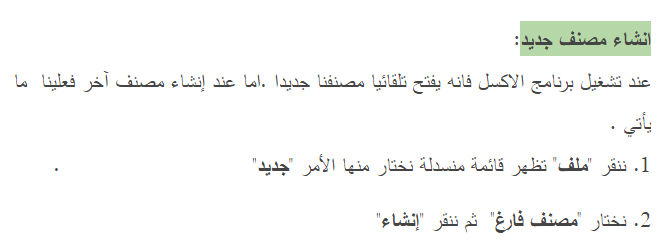 انشاء مصنف جديد:
عند تشغيل برنامج الاكسل فانه يفتح تلقائيا مصنفنا جديدا .اما عند إنشاء مصنف آخر فعلينا ما
يأتي .
1. ننقر "ملف" تظهر قائمة منسدلة نختار منها الأمر "جديد" .
2. نختار "مصنف فارغ" ثم ننقر "إنشاء"